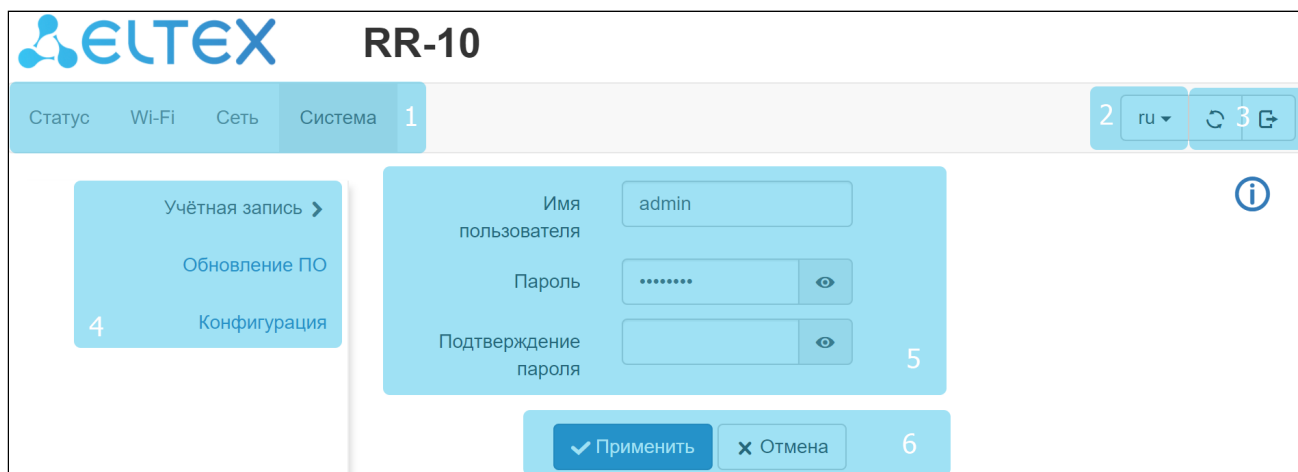 ELTEX RR-10
Статус Wi-Fi Сеть Система 1 2 ru 3
Учётная запись
Обновление ПО
Конфигурация
4
Имя
пользователя
admin
Пароль
••••••••
Подтверждение
пароля
5
Применить Отмена 6